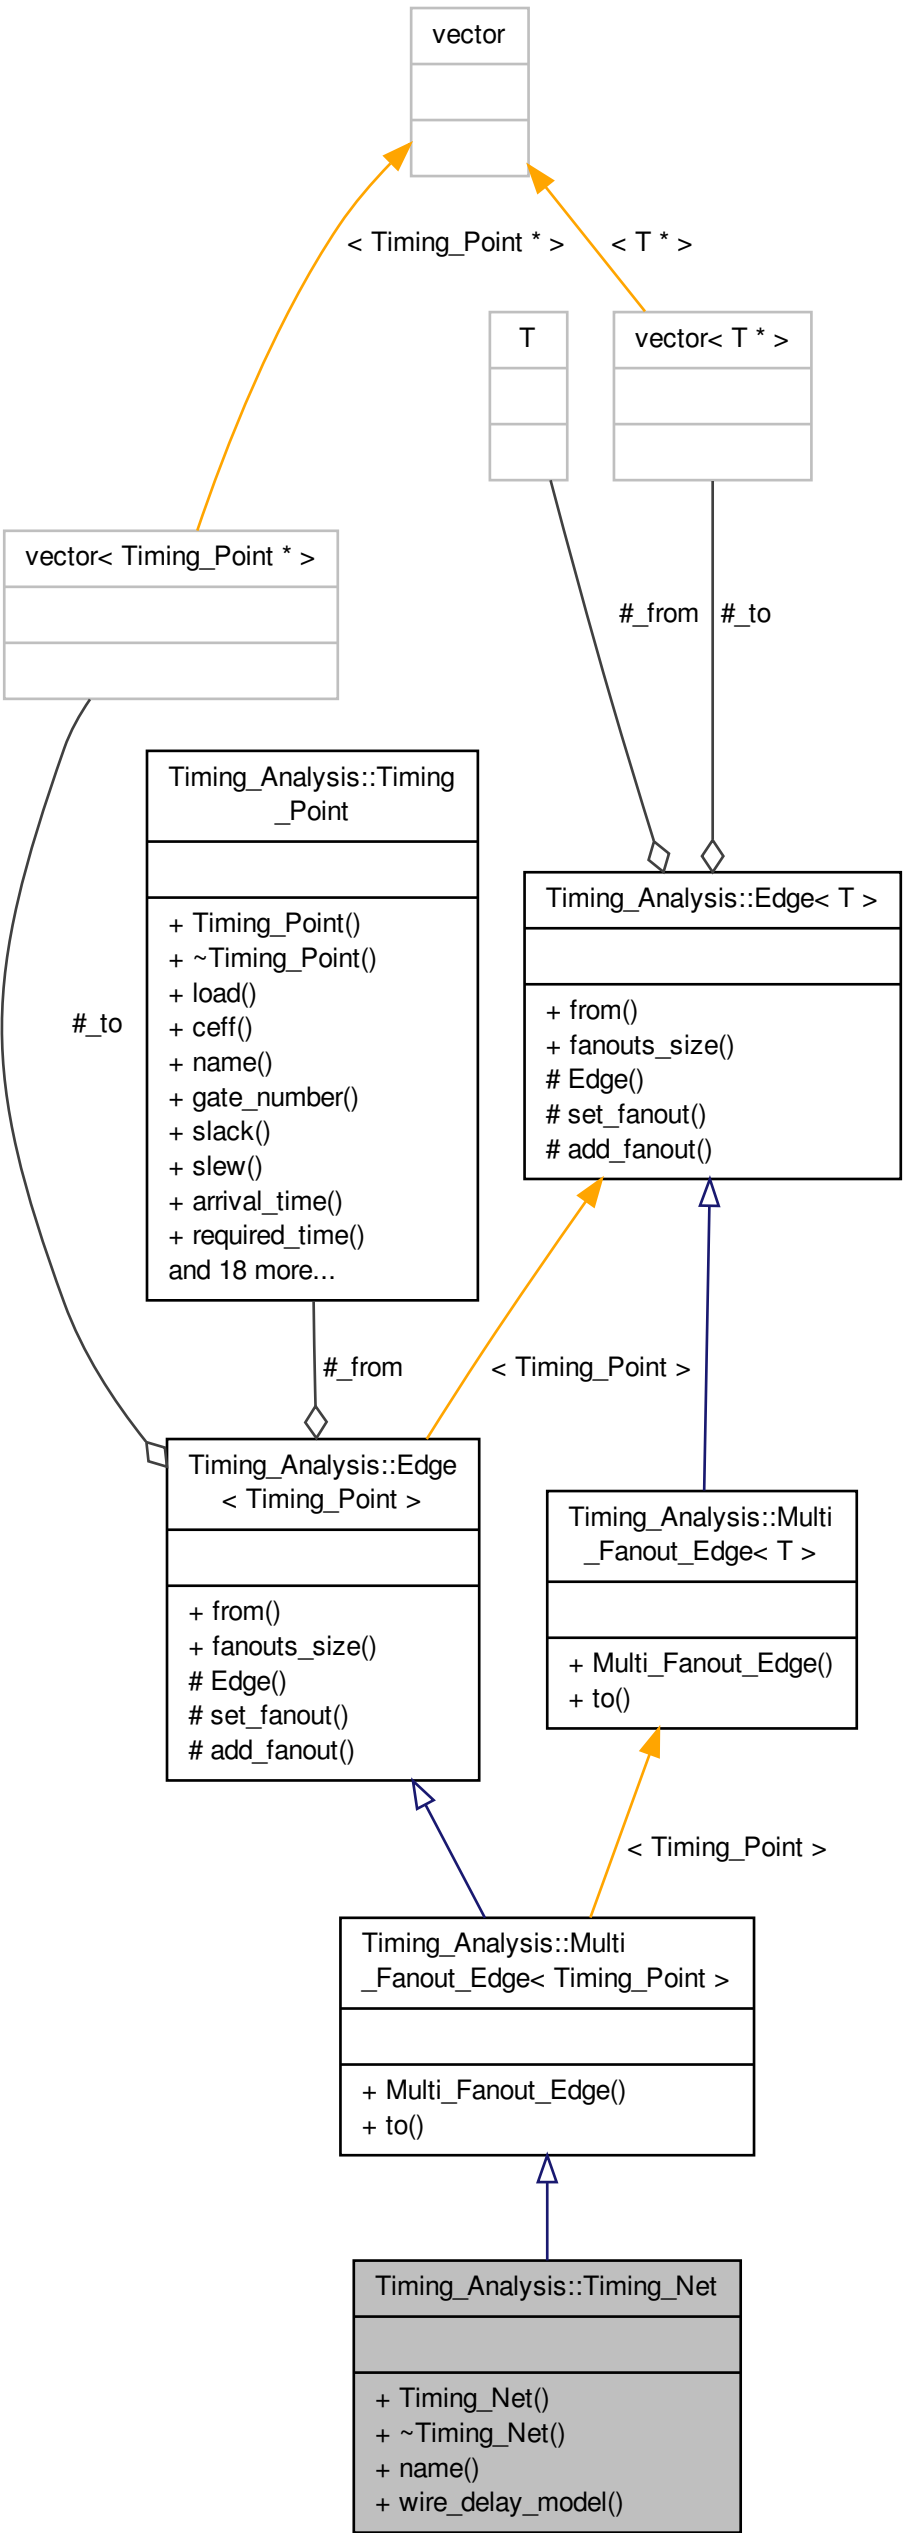 vector
< Timing_Point * >
< T * >
T
vector< T * >
vector< Timing_Point * >
#_from
#_to
Timing_Analysis::Timing
_Point
+ Timing_Point()
+ ~Timing_Point()
+ load()
+ ceff()
+ name()
+ gate_number()
+ slack()
+ slew()
+ arrival_time()
+ required_time()
and 18 more...
#_to
Timing_Analysis::Edge< T >
+ from()
+ fanouts_size()
# Edge()
# set_fanout()
# add_fanout()
#_from
< Timing_Point >
Timing_Analysis::Edge
< Timing_Point >
+ from()
+ fanouts_size()
# Edge()
# set_fanout()
# add_fanout()
Timing_Analysis::Multi
_Fanout_Edge< T >
+ Multi_Fanout_Edge()
+ to()
< Timing_Point >
Timing_Analysis::Multi
_Fanout_Edge< Timing_Point >
+ Multi_Fanout_Edge()
+ to()
Timing_Analysis::Timing_Net
+ Timing_Net()
+ ~Timing_Net()
+ name()
+ wire_delay_model()